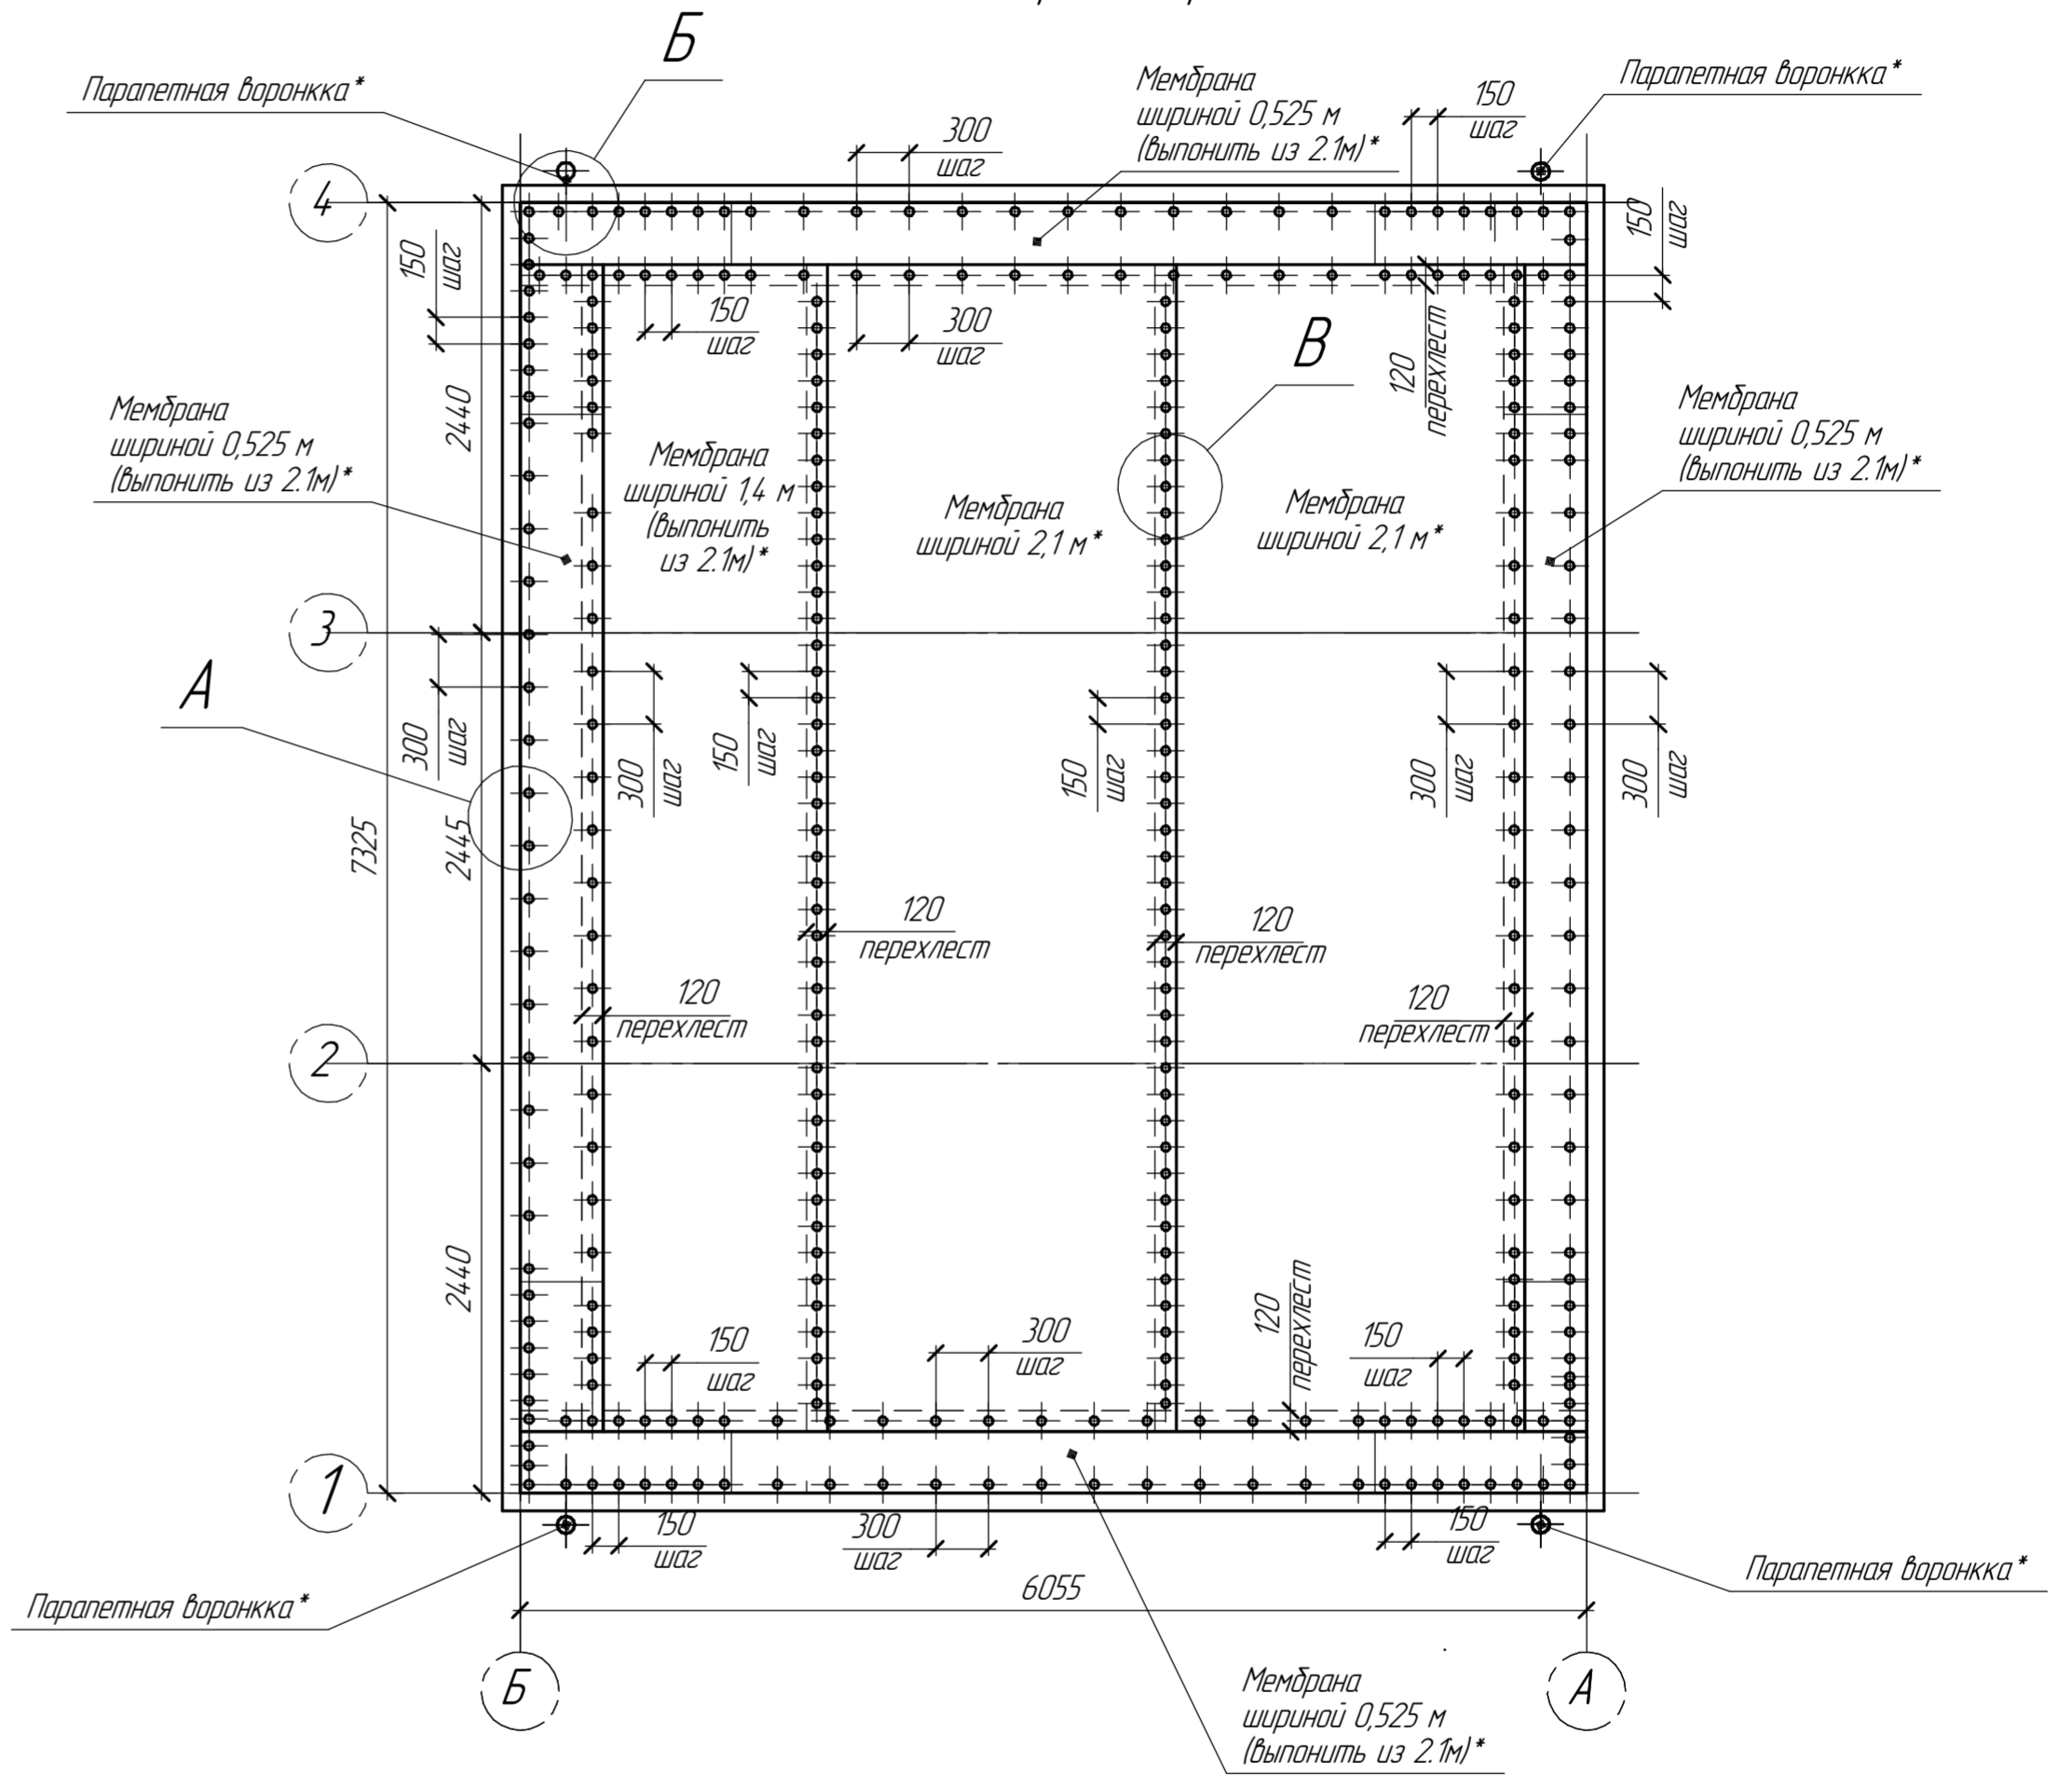 Б
Парапетная воронкка*
Мембрана
шириной 0,525 м
(выпонить из 2.1м)*
Парапетная воронкка*
150
шаг
300
шаг
4
150
шаг
150
шаг
150
шаг
300
шаг
В
120
перехлест
2440
Мембрана
шириной 0,525 м
(выпонить из 2.1м)*
Мембрана
шириной 1,4 м
(выпонить
из 2.1м)*
Мембрана
шириной 2,1 м*
Мембрана
шириной 2,1 м*
Мембрана
шириной 0,525 м
(выпонить из 2.1м)*
3
А
300
шаг
300
шаг
150
шаг
150
шаг
300
шаг
300
шаг
7325
2445
120
перехлест
120
перехлест
120
перехлест
120
перехлест
2
2440
150
шаг
300
шаг
120
перехлест
150
шаг
1
150
шаг
300
шаг
150
шаг
Парапетная воронкка*
6055
Парапетная воронкка*
Б
А
Мембрана
шириной 0,525 м
(выпонить из 2.1м)*